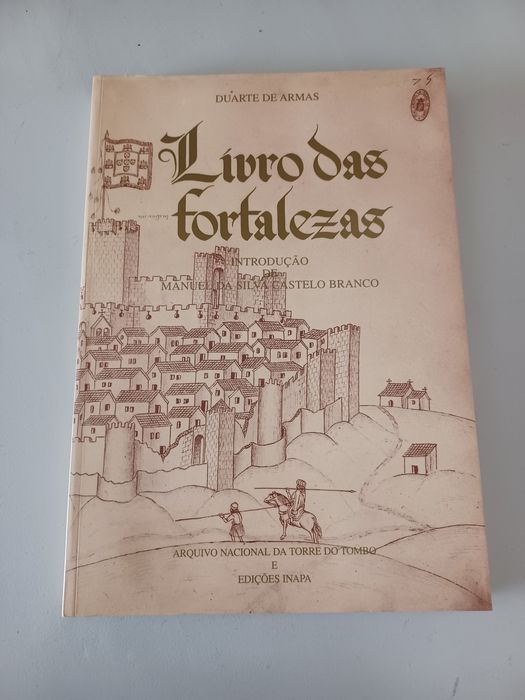 DUARTE DE ARMAS
Livro das
fortalezas
INTRODUÇÃO
DE
MANUEL DA SILVA CASTELO BRANCO
ARQUIVO NACIONAL DA TORRE DO TOMBO
E
EDIÇÕES INAPA